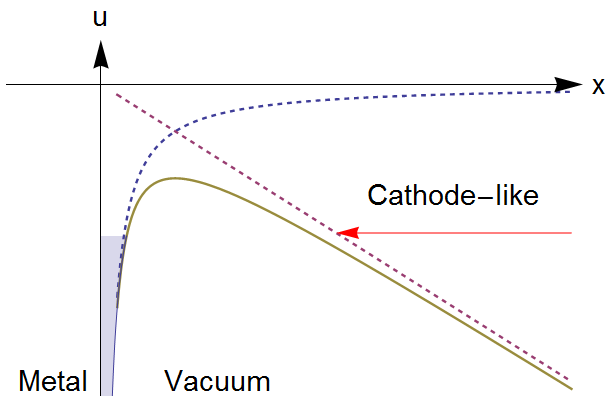 u
x
Cathode−like
Metal
Vacuum